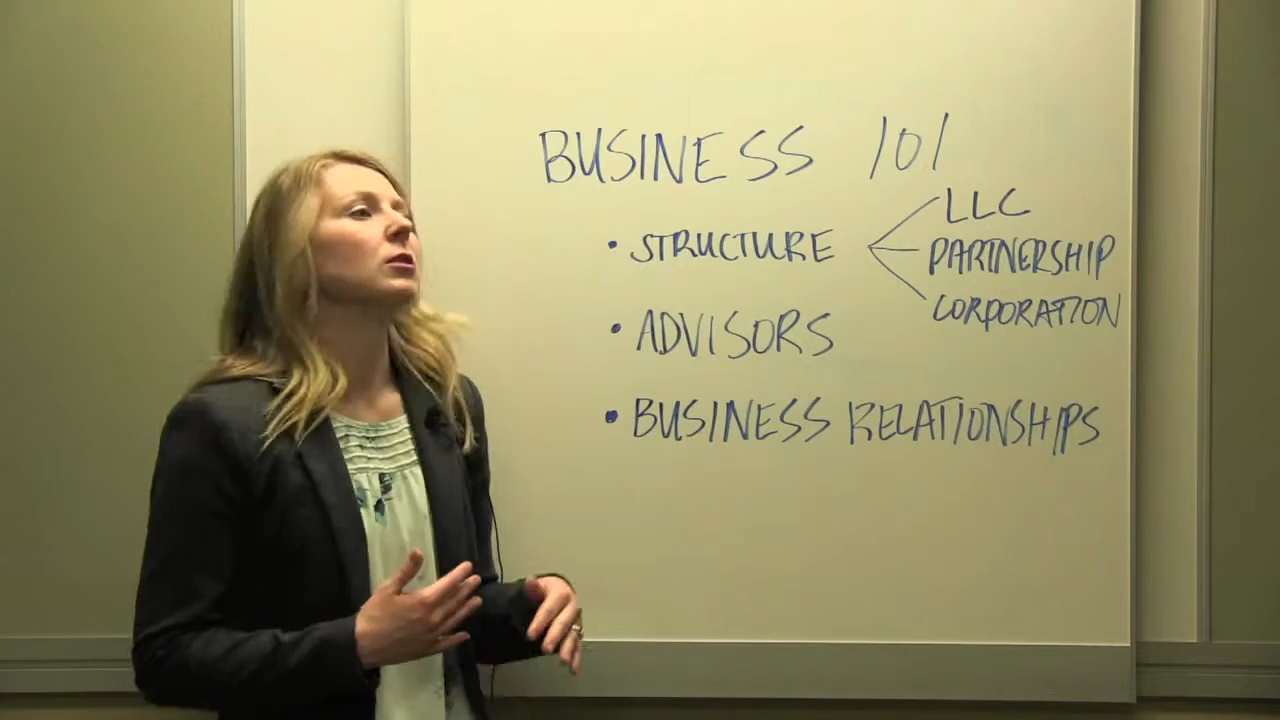 BUSINESS 101
• STRUCTURE
LLC
PARTNERSHIP
CORPORATION
• ADVISORS
• BUSINESS RELATIONSHIPS